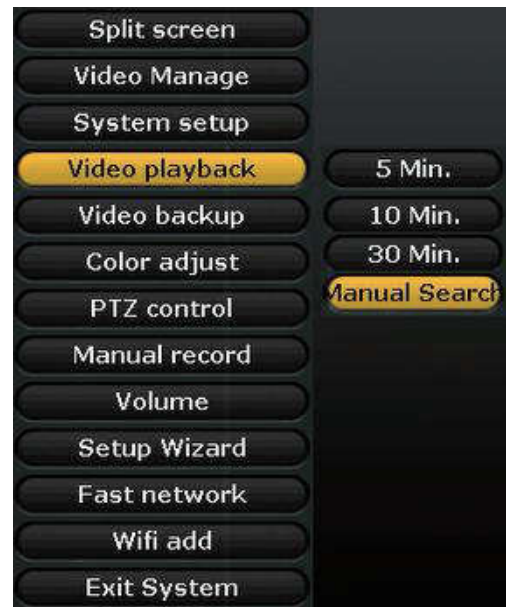 Split screen
Video Manage
System setup
Video playback
Video backup
Color adjust
PTZ control
Manual record
Volume
Setup Wizard
Fast network
Wifi add
Exit System
5 Min.
10 Min.
30 Min.
Manual Search